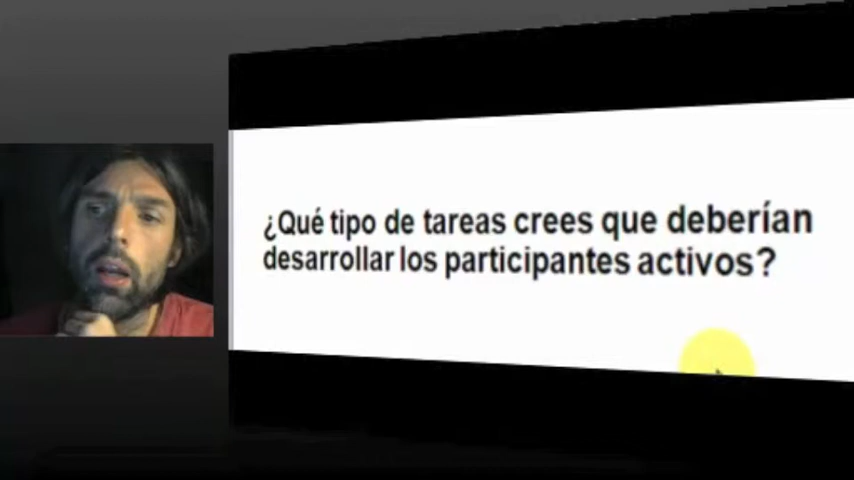 ¿Qué tipo de tareas crees que deberían
desarrollar los participantes activos?